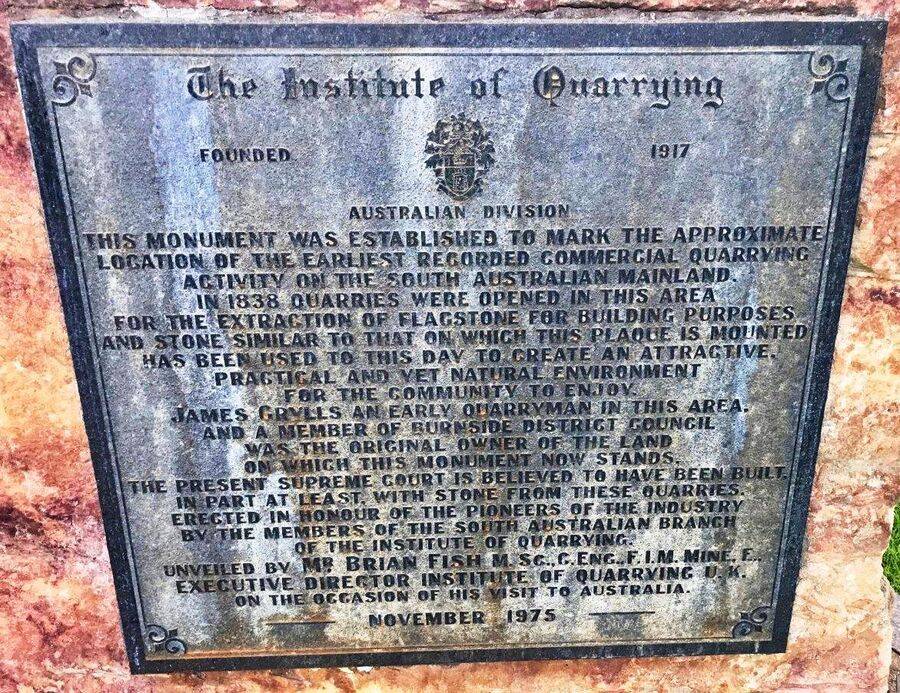 The Institute of Quarrying
FOUNDED 1917
AUSTRALIAN DIVISION
THIS MONUMENT WAS ESTABLISHED TO MARK THE APPROXIMATE
LOCATION OF THE EARLIEST RECORDED COMMERCIAL QUARRYING
ACTIVITY ON THE SOUTH AUSTRALIAN MAINLAND.
IN 1838 QUARRIES WERE OPENED IN THIS AREA
FOR THE EXTRACTION OF FLAGSTONE FOR BUILDING PURPOSES
AND STONE SIMILAR TO THAT ON WHICH THIS PLAQUE IS MOUNTED
HAS BEEN USED TO THIS DAY TO CREATE AN ATTRACTIVE,
PRACTICAL AND YET NATURAL ENVIRONMENT
FOR THE COMMUNITY TO ENJOY.
JAMES GRYLLS AN EARLY QUARRYMAN IN THIS AREA,
AND A MEMBER OF BURNSIDE DISTRICT COUNCIL
WAS THE ORIGINAL OWNER OF THE LAND
ON WHICH THIS MONUMENT NOW STANDS.
THE PRESENT SUPREME COURT IS BELIEVED TO HAVE BEEN BUILT,
IN PART AT LEAST, WITH STONE FROM THESE QUARRIES.
ERECTED IN HONOUR OF THE PIONEERS OF THE INDUSTRY
BY THE MEMBERS OF THE SOUTH AUSTRALIAN BRANCH
OF THE INSTITUTE OF QUARRYING.
UNVEILED BY MR BRIAN FISH M.SC., C.ENG., F.I.M. MINE. E.,
EXECUTIVE DIRECTOR INSTITUTE OF QUARRYING U.K.
ON THE OCCASION OF HIS VISIT TO AUSTRALIA.
NOVEMBER 1975